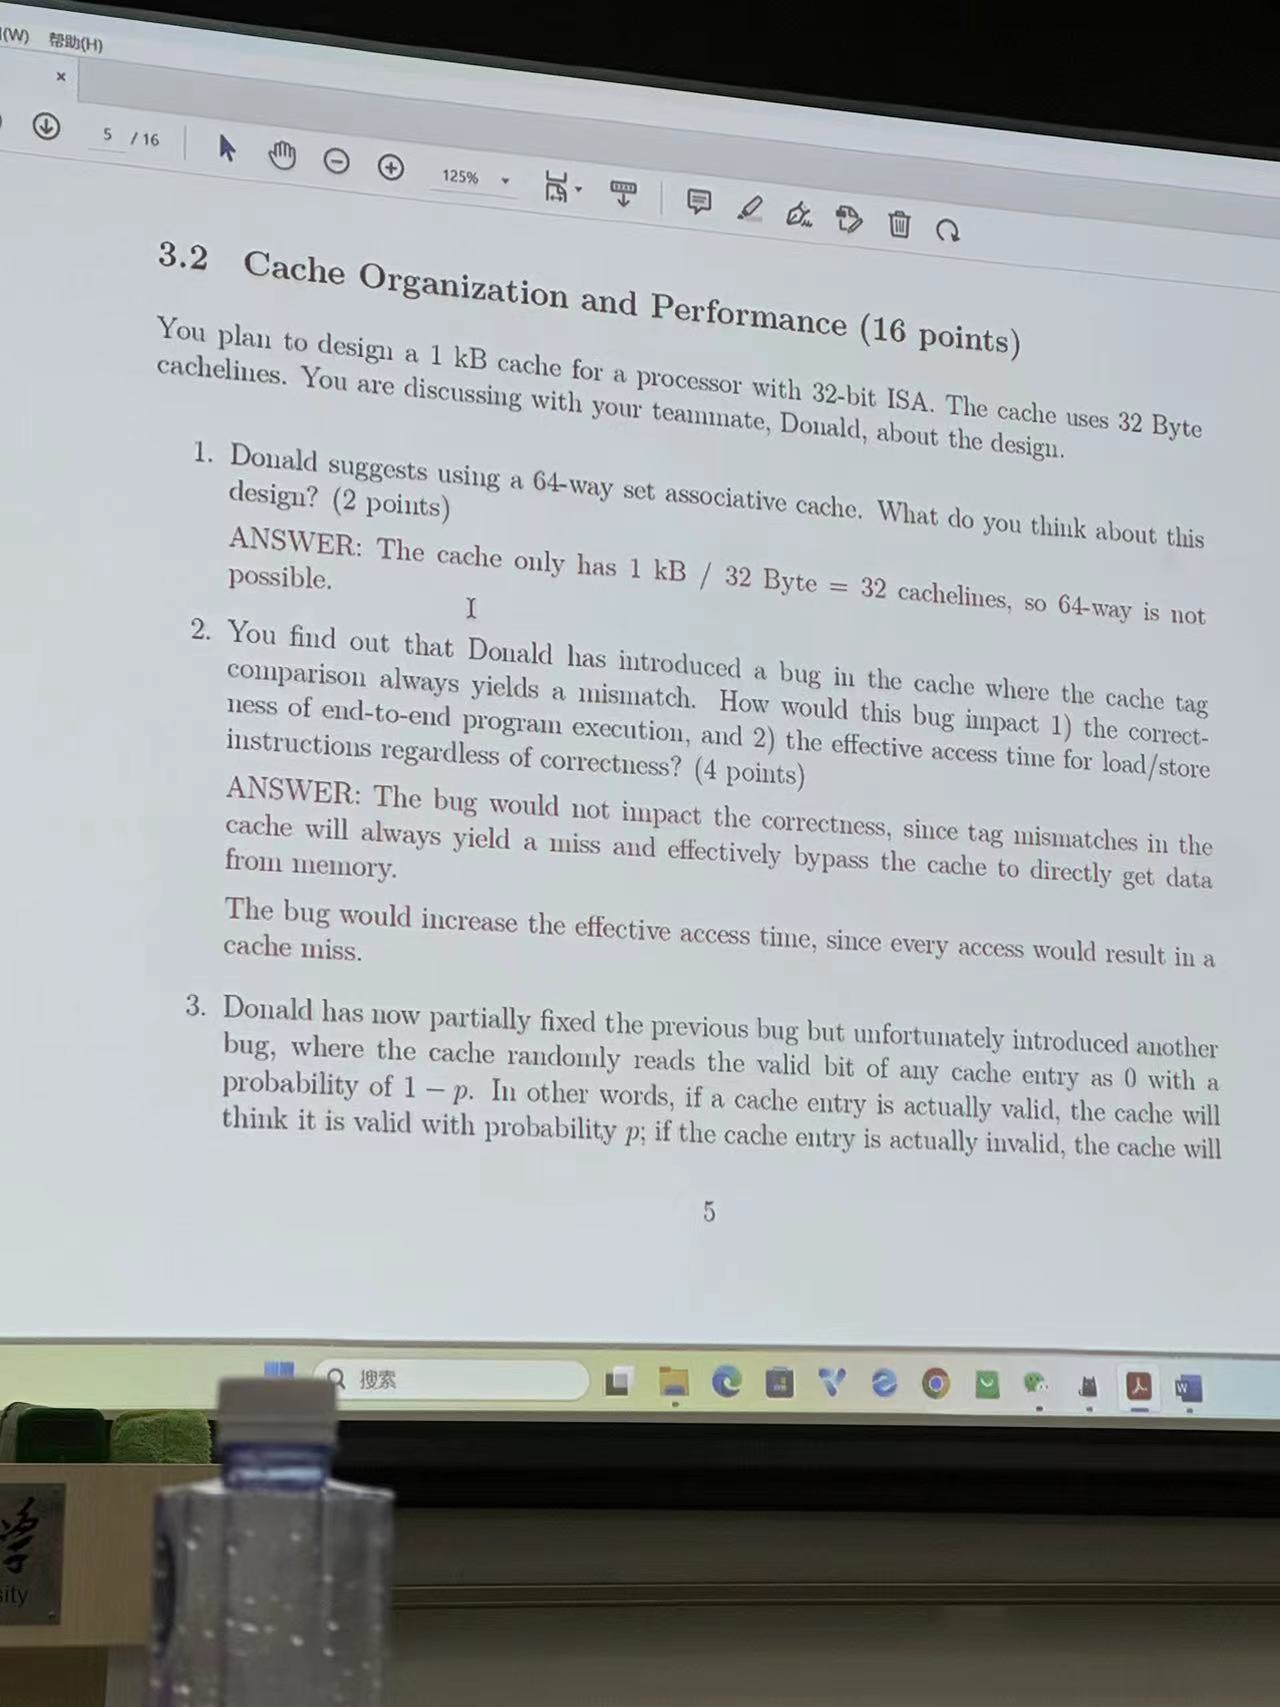 (W) 帮助(H)
×
5 / 16
125%
3.2 Cache Organization and Performance (16 points)
You plan to design a 1 kB cache for a processor with 32-bit ISA. The cache uses 32 Byte
cachelines. You are discussing with your teammate, Donald, about the design.
1. Donald suggests using a 64-way set associative cache. What do you think about this
design? (2 points)
ANSWER: The cache only has 1 kB / 32 Byte = 32 cachelines, so 64-way is not
possible.
2. You find out that Donald has introduced a bug in the cache where the cache tag
comparison always yields a mismatch. How would this bug impact 1) the correct-
ness of end-to-end program execution, and 2) the effective access time for load/store
instructions regardless of correctness? (4 points)
ANSWER: The bug would not impact the correctness, since tag mismatches in the
cache will always yield a miss and effectively bypass the cache to directly get data
from memory.
The bug would increase the effective access time, since every access would result in a
cache miss.
3. Donald has now partially fixed the previous bug but unfortunately introduced another
bug, where the cache randomly reads the valid bit of any cache entry as 0 with a
probability of 1 − p. In other words, if a cache entry is actually valid, the cache will
think it is valid with probability p; if the cache entry is actually invalid, the cache will
5
搜索
学
sity